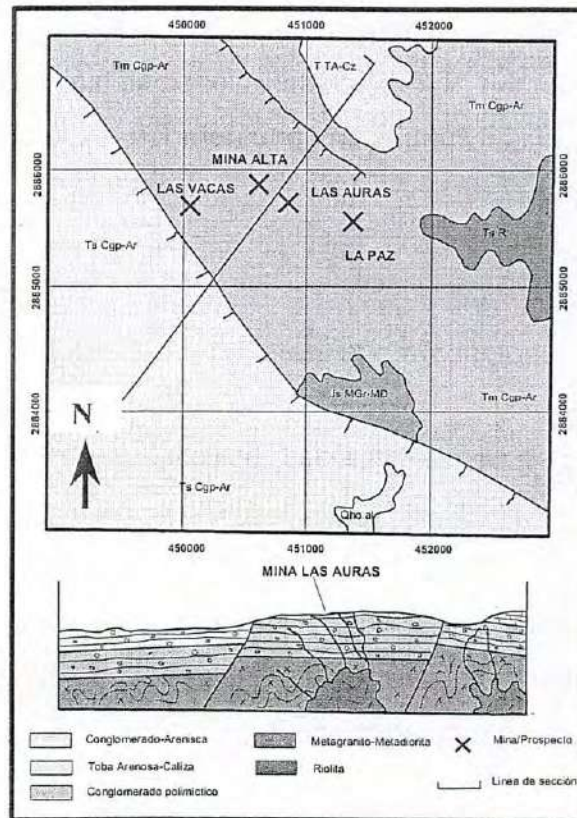 450000 451000 452000
Tm Cgp-Ar
T TA-Cz
Tm Cgp-Ar
2886000
2886000
MINA ALTA
LAS VACAS
LAS AURAS
Ts Cgp-Ar
Ts R
LA PAZ
2885000
2885000
Js MGr-MD
Tm Cgp-Ar
2884000
2884000
N
Ts Cgp-Ar
Qho al
450000 451000 452000
MINA LAS AURAS
Conglomerado-Arenisca
Metagranito-Metadiorita
Mina/Prospecto
Toba Arenosa-Caliza
Riolita
Linea de sección
Conglomerado polimictico